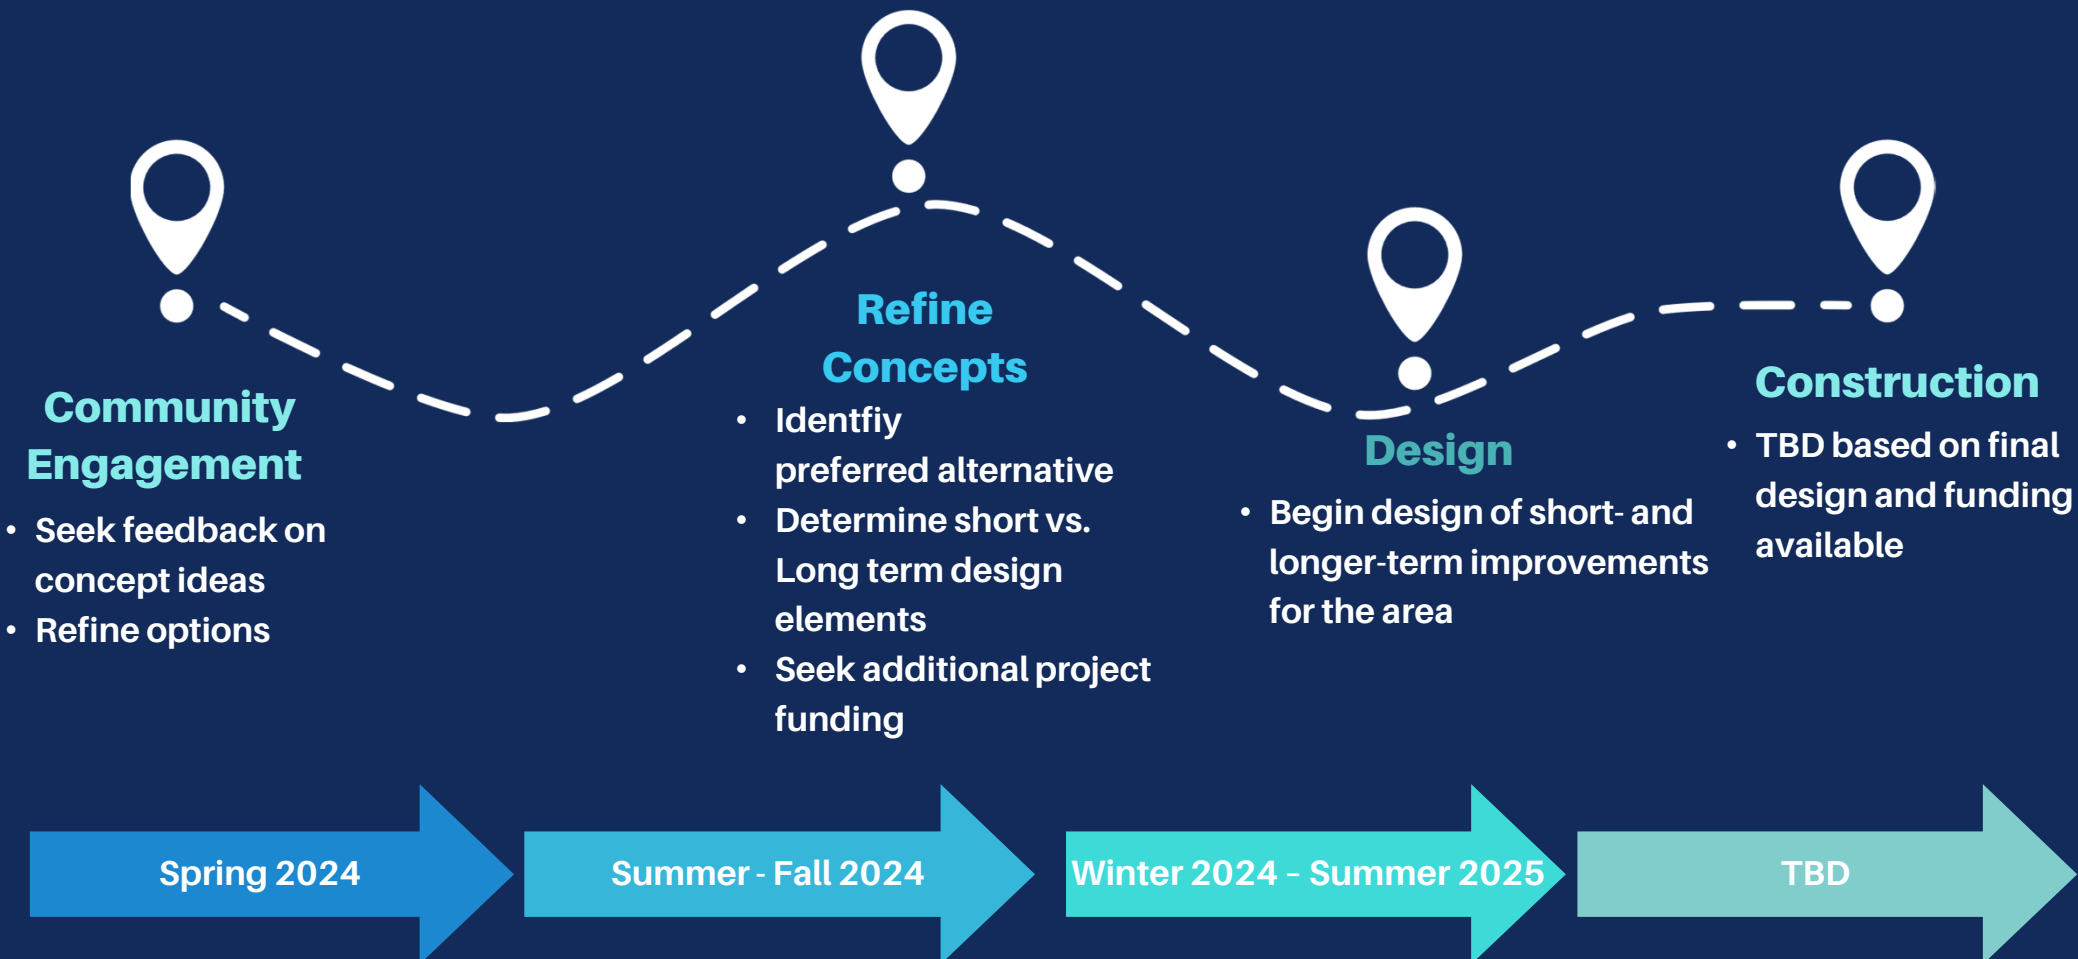 Community
Engagement
• Seek feedback on
concept ideas
• Refine options
Refine
Concepts
• Identfiy
preferred alternative
• Determine short vs.
Long term design
elements
• Seek additional project
funding
Design
• Begin design of short- and
longer-term improvements
for the area
Construction
• TBD based on final
design and funding
available
Spring 2024
Summer - Fall 2024
Winter 2024 – Summer 2025
TBD